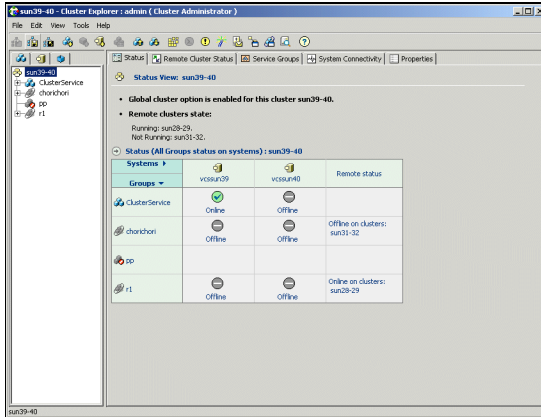 sun39-40 - Cluster Explorer : admin ( Cluster Administrator )
File Edit View Tools Help
Status Remote Cluster Status Service Groups System Connectivity Properties
sun39-40
ClusterService
chorichori
pp
r1
Status View: sun39-40
• Global cluster option is enabled for this cluster sun39-40.
• Remote clusters state:
Running: sun28-29.
Not Running: sun31-32.
Status (All Groups status on systems) : sun39-40
Systems
Groups
vcssun39
vcssun40
Remote status
ClusterService
Online
Offline
chorichori
Offline
Offline
Offline on clusters:
sun31-32
pp
r1
Offline
Offline
Online on clusters:
sun28-29
sun39-40